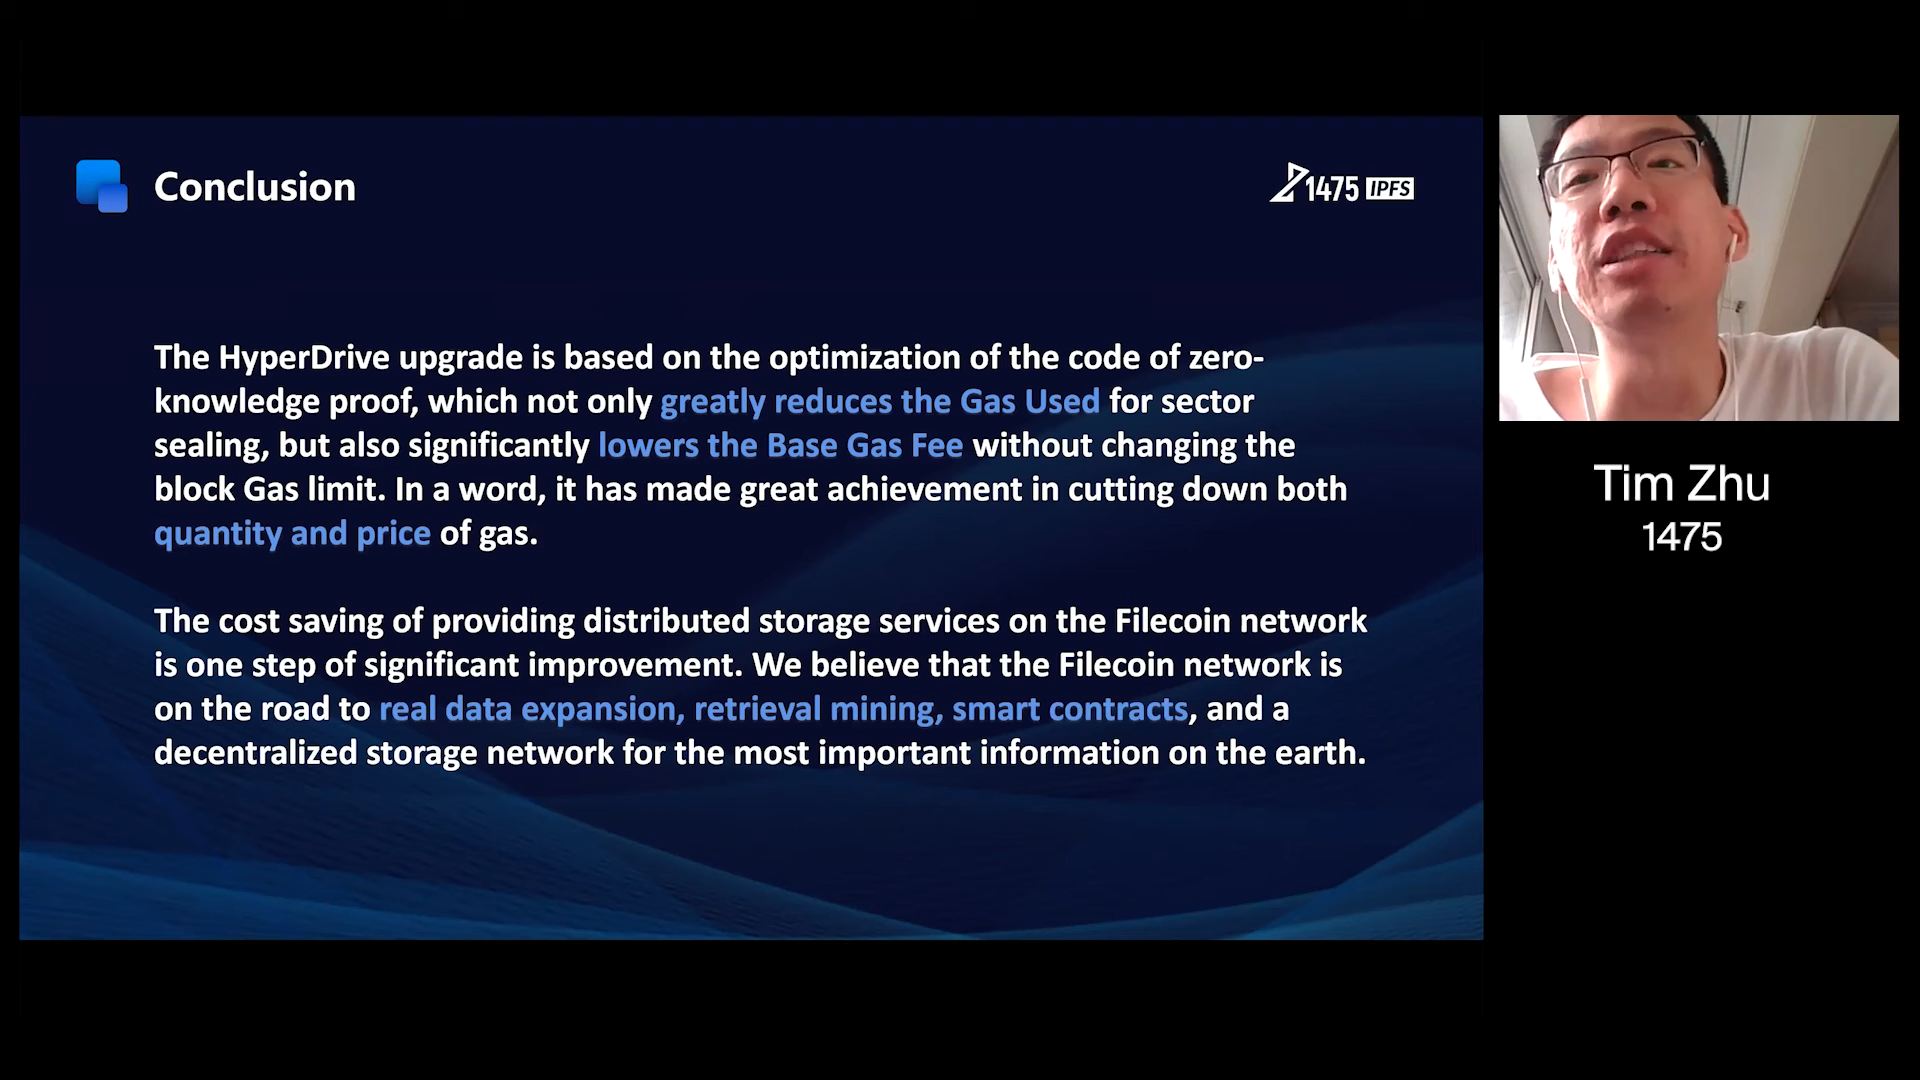 Conclusion
1475 IPFS
The HyperDrive upgrade is based on the optimization of the code of zero-
knowledge proof, which not only greatly reduces the Gas Used for sector
sealing, but also significantly lowers the Base Gas Fee without changing the
block Gas limit. In a word, it has made great achievement in cutting down both
quantity and price of gas.
The cost saving of providing distributed storage services on the Filecoin network
is one step of significant improvement. We believe that the Filecoin network is
on the road to real data expansion, retrieval mining, smart contracts, and a
decentralized storage network for the most important information on the earth.
Tim Zhu
1475